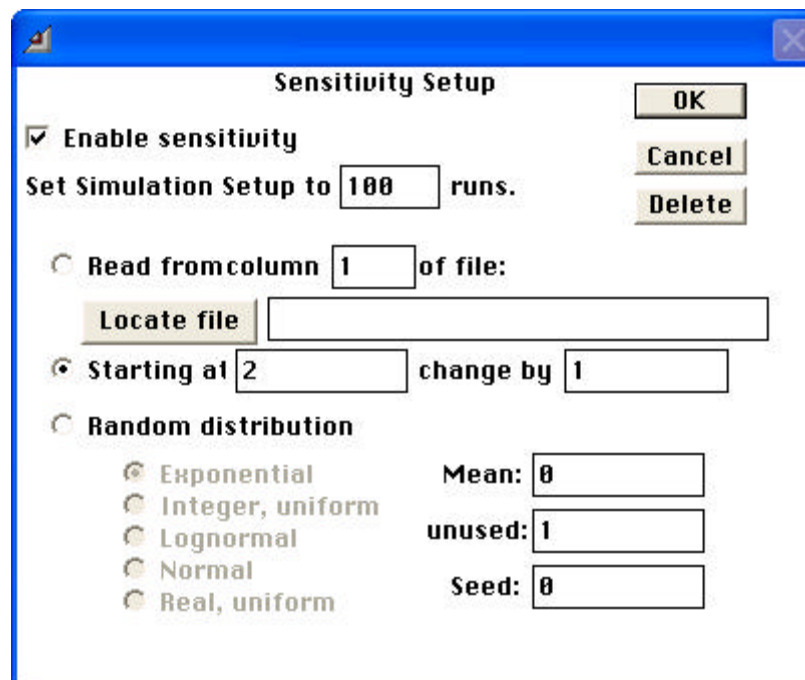 Sensitivity Setup
OK
Enable sensitivity
Cancel
Set Simulation Setup to 100 runs.
Delete
Read fromcolumn 1 of file:
Locate file
Starting at 2 change by 1
Random distribution
Exponential Mean: 0
Integer, uniform
Lognormal unused: 1
Normal
Real, uniform Seed: 0